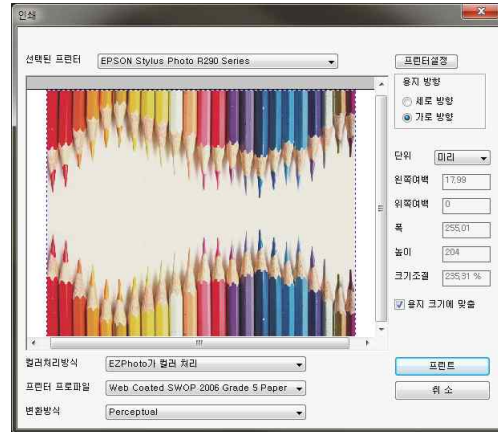 인쇄
선택된 프린터 EPSON Stylus Photo R290 Series
프린터설정
용지 방향
세로 방향
가로 방향
단위 미리
왼쪽여백 17,99
위쪽여백 0
폭 255,01
높이 204
크기조절 235,31 %
용지 크기에 맞춤
컬러처리방식 EZPhoto가 컬러 처리
프린터 프로파일 Web Coated SWOP 2006 Grade 5 Paper
변환방식 Perceptual
프린트
취 소